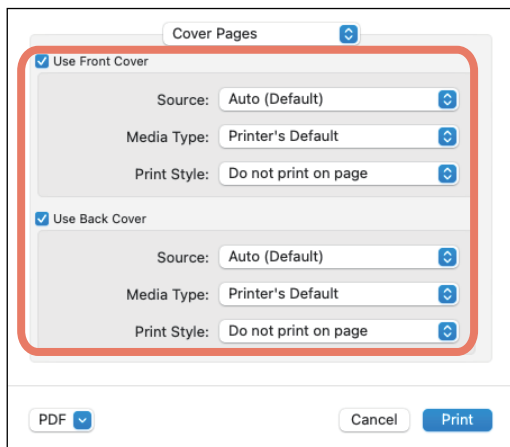 Cover Pages
Use Front Cover
Source: Auto (Default)
Media Type: Printer's Default
Print Style: Do not print on page
Use Back Cover
Source: Auto (Default)
Media Type: Printer's Default
Print Style: Do not print on page
PDF Cancel Print